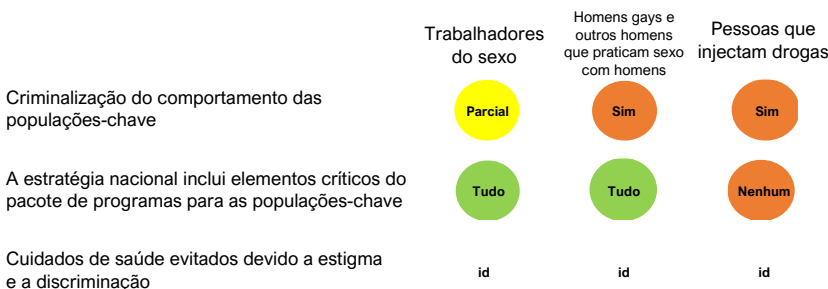 Trabalhadores
do sexo
Homens gays e
outros homens
que praticam sexo
com homens
Pessoas que
injectam drogas
Criminalização do comportamento das
populações-chave
Parcial
Sim
Sim
A estratégia nacional inclui elementos críticos do
pacote de programas para as populações-chave
Tudo
Tudo
Nenhum
Cuidados de saúde evitados devido a estigma
e a discriminação
id
id
id